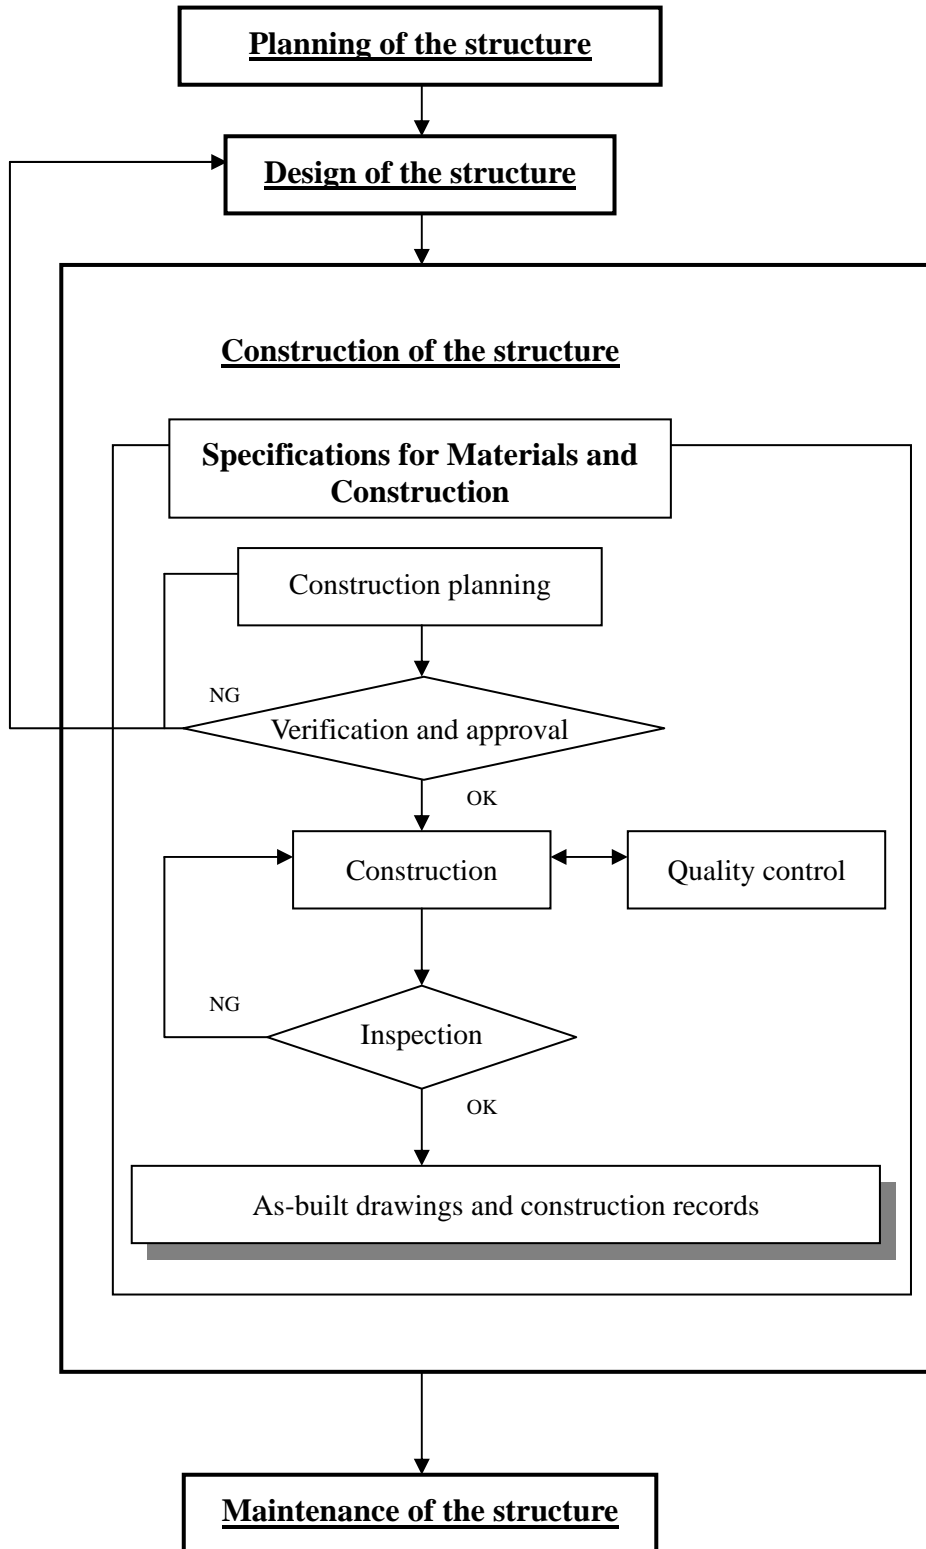 Planning of the structure
Design of the structure
Construction of the structure
Specifications for Materials and
Construction
Construction planning
NG
Verification and approval
OK
Construction
Quality control
NG
Inspection
OK
As-built drawings and construction records
Maintenance of the structure